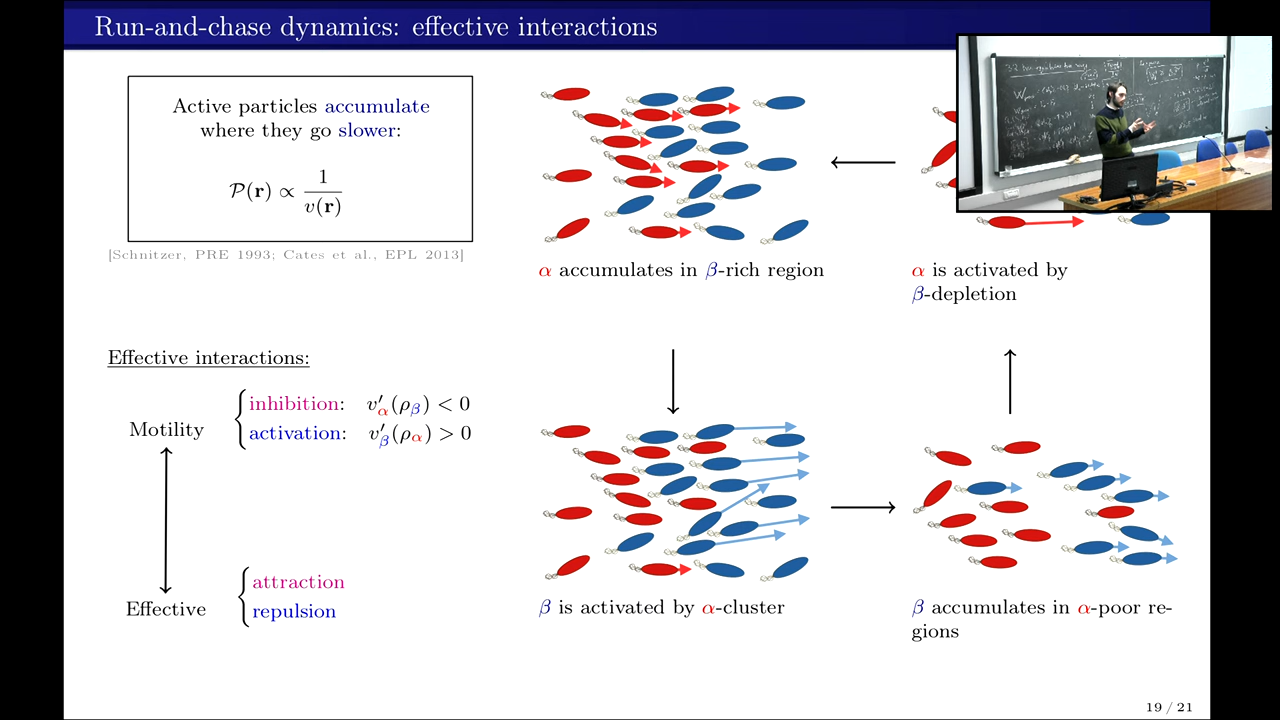 Run-and-chase dynamics: effective interactions
Active particles accumulate
where they go slower:
𝒫(r) ∝ 1 / v(r)
[Schnitzer, PRE 1993; Cates et al., EPL 2013]
Effective interactions:
Motility
inhibition: v′α(ρβ) < 0
activation: v′β(ρα) > 0
Effective
attraction
repulsion
α accumulates in β-rich region
α is activated by
β-depletion
β is activated by α-cluster
β accumulates in α-poor re-
gions
19 / 21